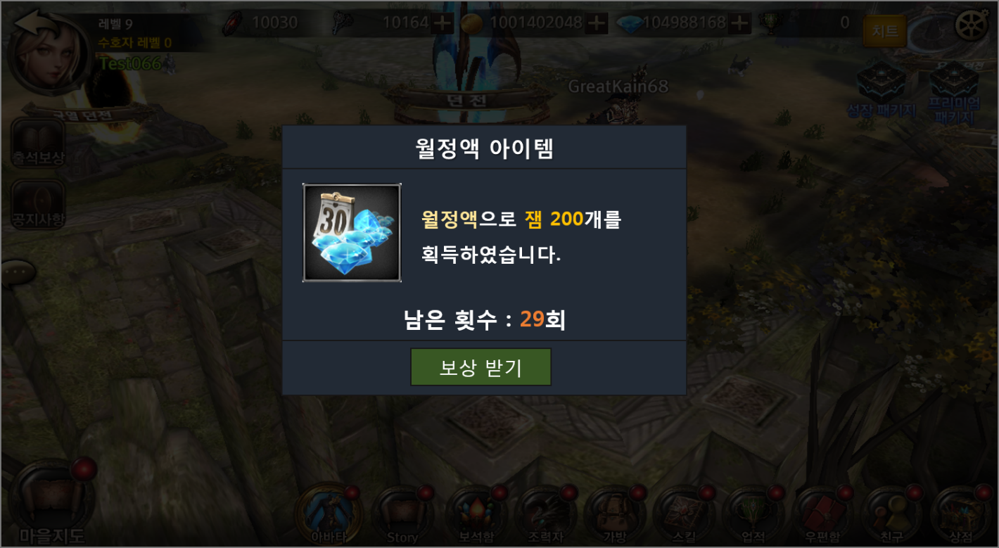 레벨 9
10030
10164
1001402048
104988168
0
치트
수호자 레벨 0
Test066
GreatKain68
던전
균열 던전
성장 패키지
프리미엄
패키지
출석보상
공지사항
월정액 아이템
30
월정액으로 잼 200개를
획득하였습니다.
남은 횟수 : 29회
보상 받기
마을지도
아바타
Story
보석함
조력자
가방
스킬
업적
우편함
친구
상점